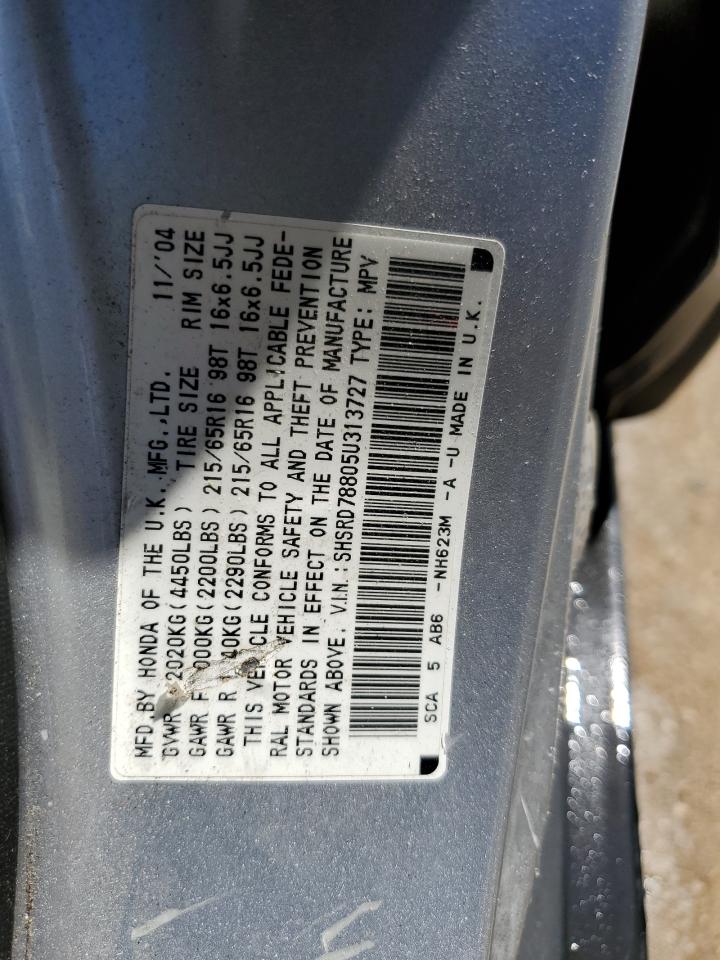 MFD.BY HONDA OF THE U.K. MFG.,LTD. 11/'04
GVWR 2020KG(4450LBS) TIRE SIZE RIM SIZE
GAWR F 000KG(2200LBS) 215/65R16 98T 16x6.5JJ
GAWR R 40KG(2290LBS) 215/65R16 98T 16x6.5JJ
THIS VEHICLE CONFORMS TO ALL APPLICABLE FEDE-
RAL MOTOR VEHICLE SAFETY AND THEFT PREVENTION
STANDARDS IN EFFECT ON THE DATE OF MANUFACTURE
SHOWN ABOVE. V.I.N.: SHSRD78805U313727 TYPE: MPV
SCA 5 AB6 -NH623M -A -U MADE IN U.K.